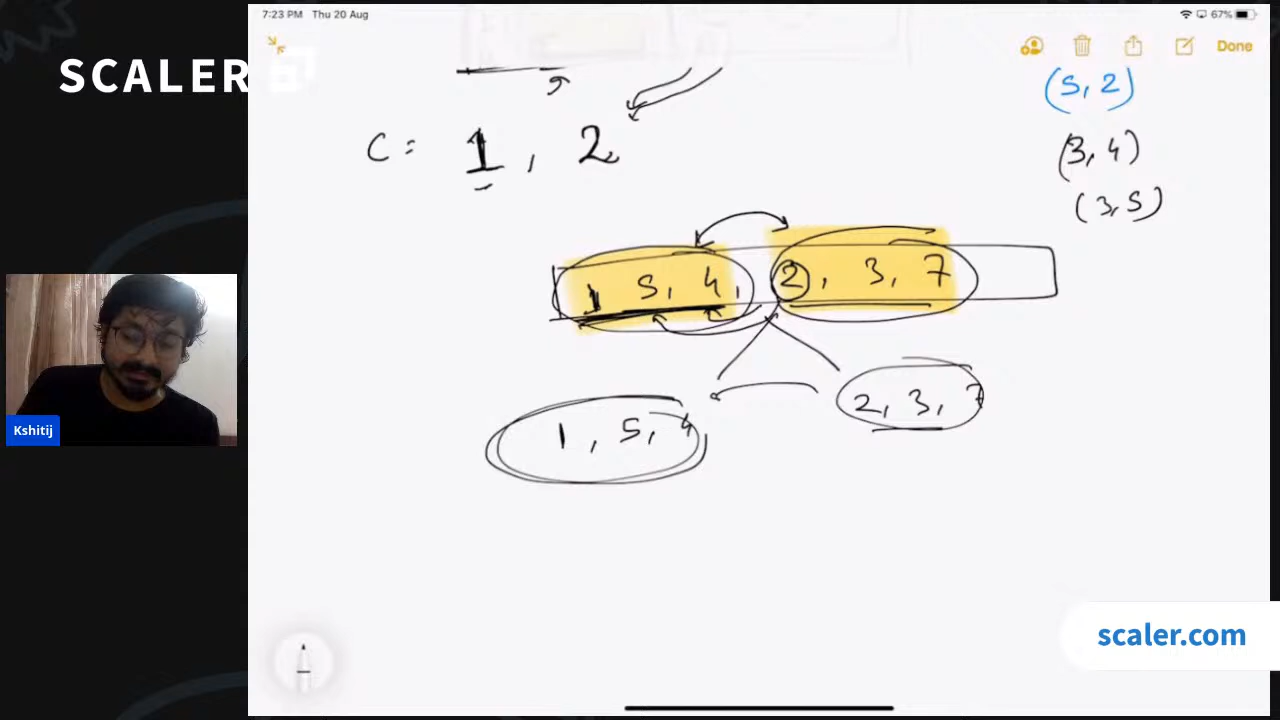 7:23 PM Thu 20 Aug
67%
Done
SCALER
(5, 2)
C = 1, 2
(3, 4)
(3, 5)
1 5, 4, 2, 3, 7
2, 3, 7
1, 5, 4
Kshitij
scaler.com